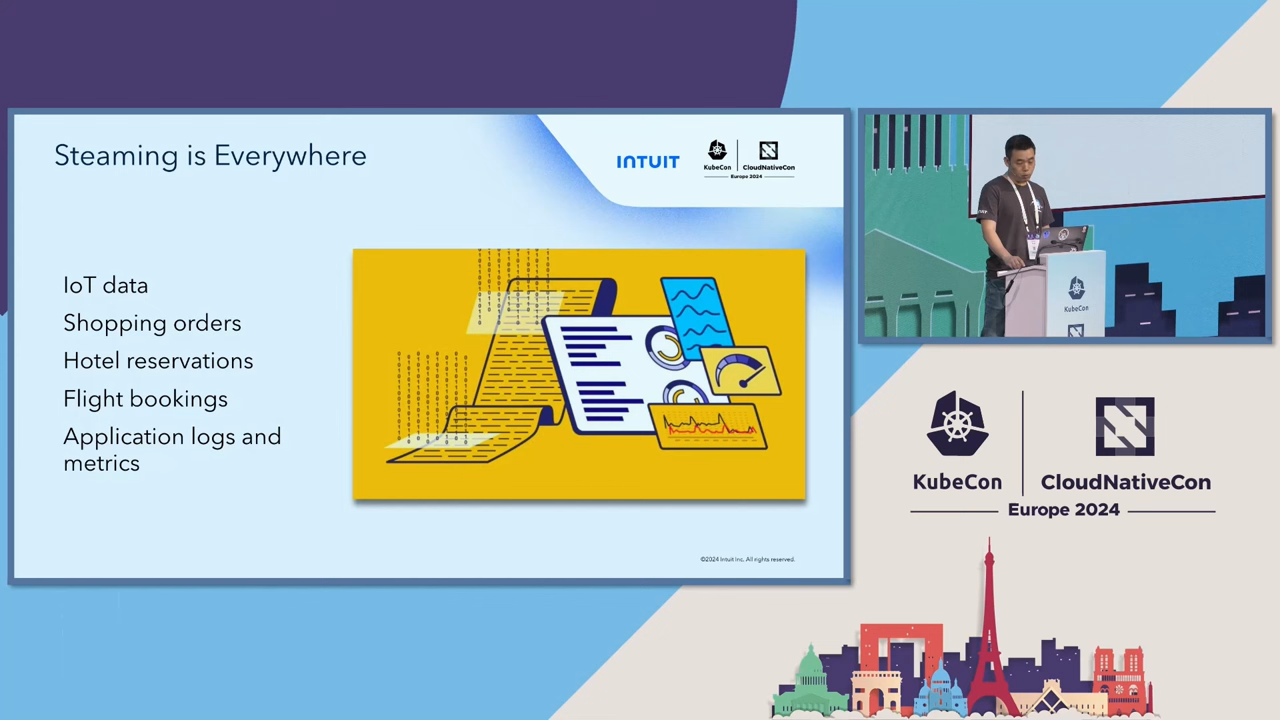 Steaming is Everywhere
INTUIT
KubeCon
CloudNativeCon
Europe 2024
IoT data
Shopping orders
Hotel reservations
Flight bookings
Application logs and
metrics
©2024 Intuit Inc. All rights reserved.
KubeCon
KubeCon
CloudNativeCon
Europe 2024